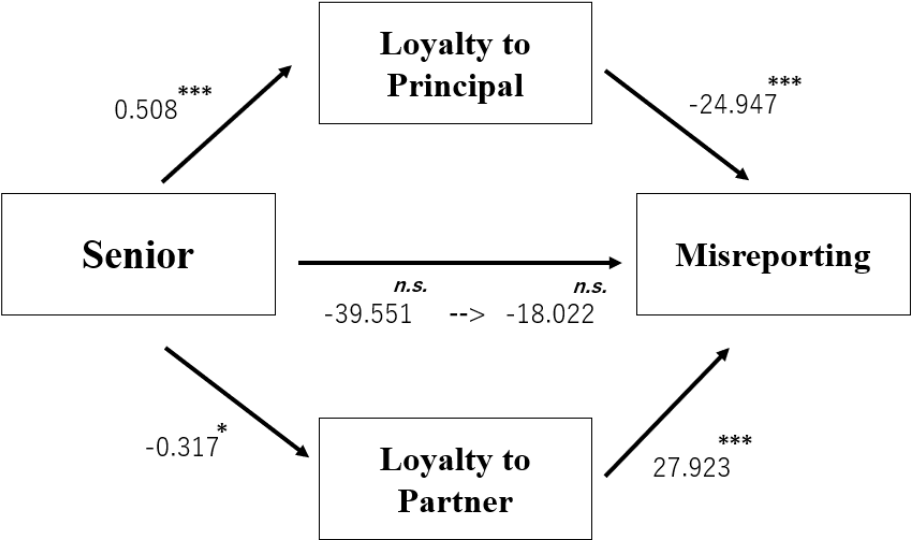 Loyalty to
Principal
0.508***
-24.947***
Senior
Misreporting
n.s. n.s.
-39.551 --> -18.022
-0.317*
27.923***
Loyalty to
Partner